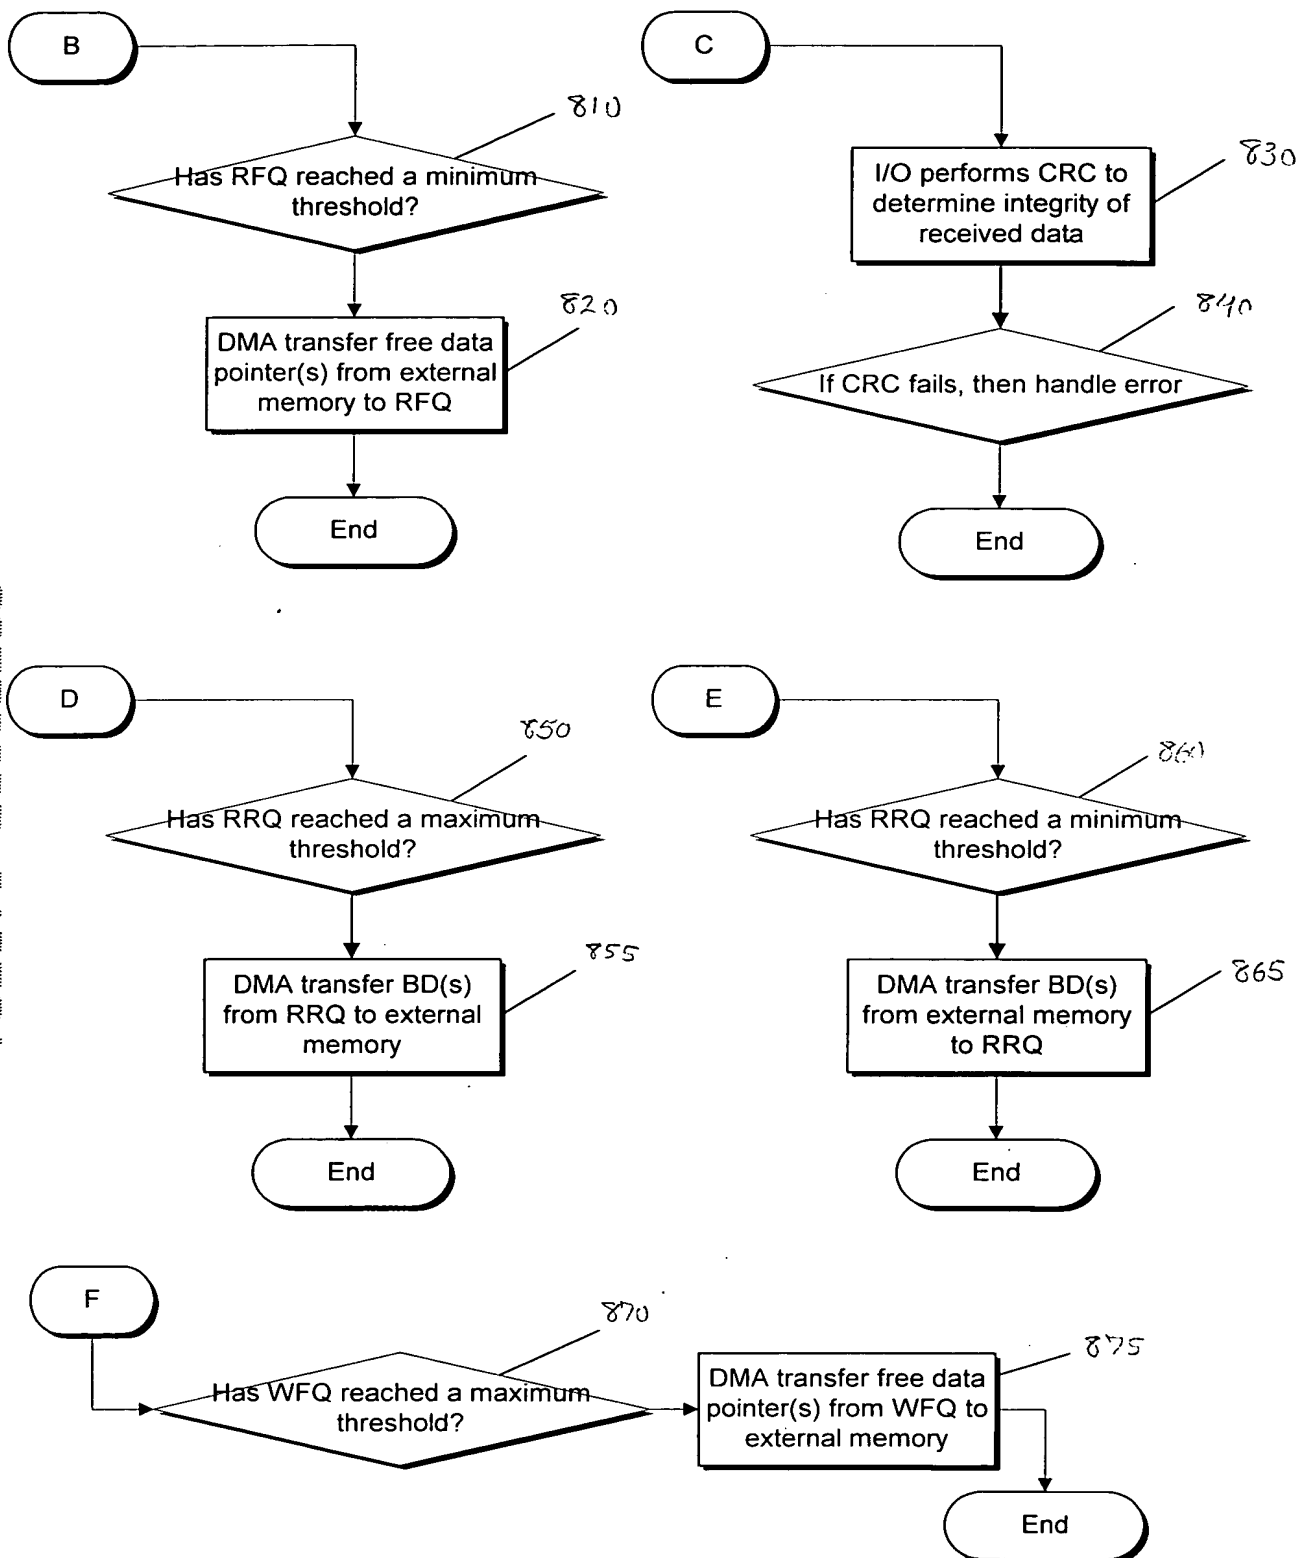 B
810
Has RFQ reached a minimum
threshold?
820
DMA transfer free data
pointer(s) from external
memory to RFQ
End
C
830
I/O performs CRC to
determine integrity of
received data
840
If CRC fails, then handle error
End
D
850
Has RRQ reached a maximum
threshold?
855
DMA transfer BD(s)
from RRQ to external
memory
End
E
860
Has RRQ reached a minimum
threshold?
865
DMA transfer BD(s)
from external memory
to RRQ
End
F
870
Has WFQ reached a maximum
threshold?
875
DMA transfer free data
pointer(s) from WFQ to
external memory
End